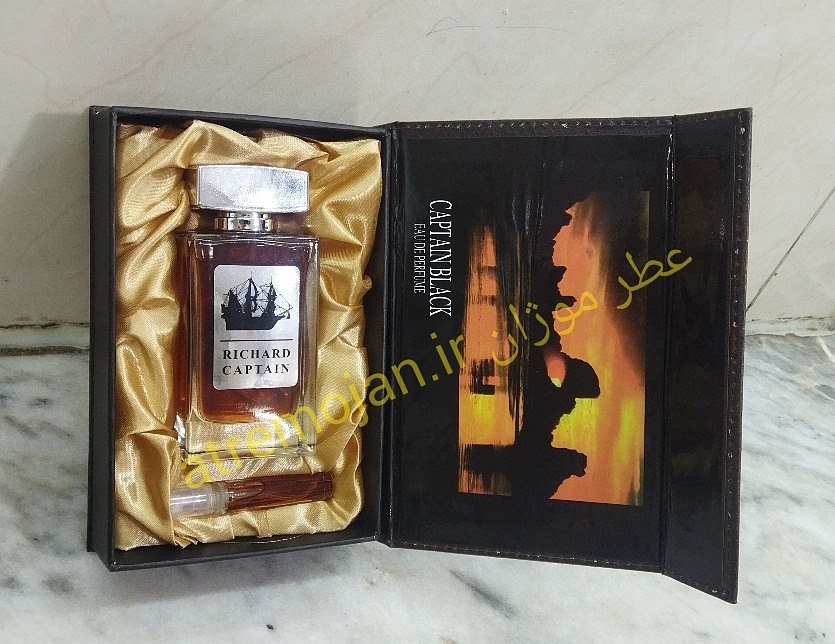 RICHARD
CAPTAIN
CAPTAIN BLACK
EAU DE PERFUME
atremojan.ir عطر موژان